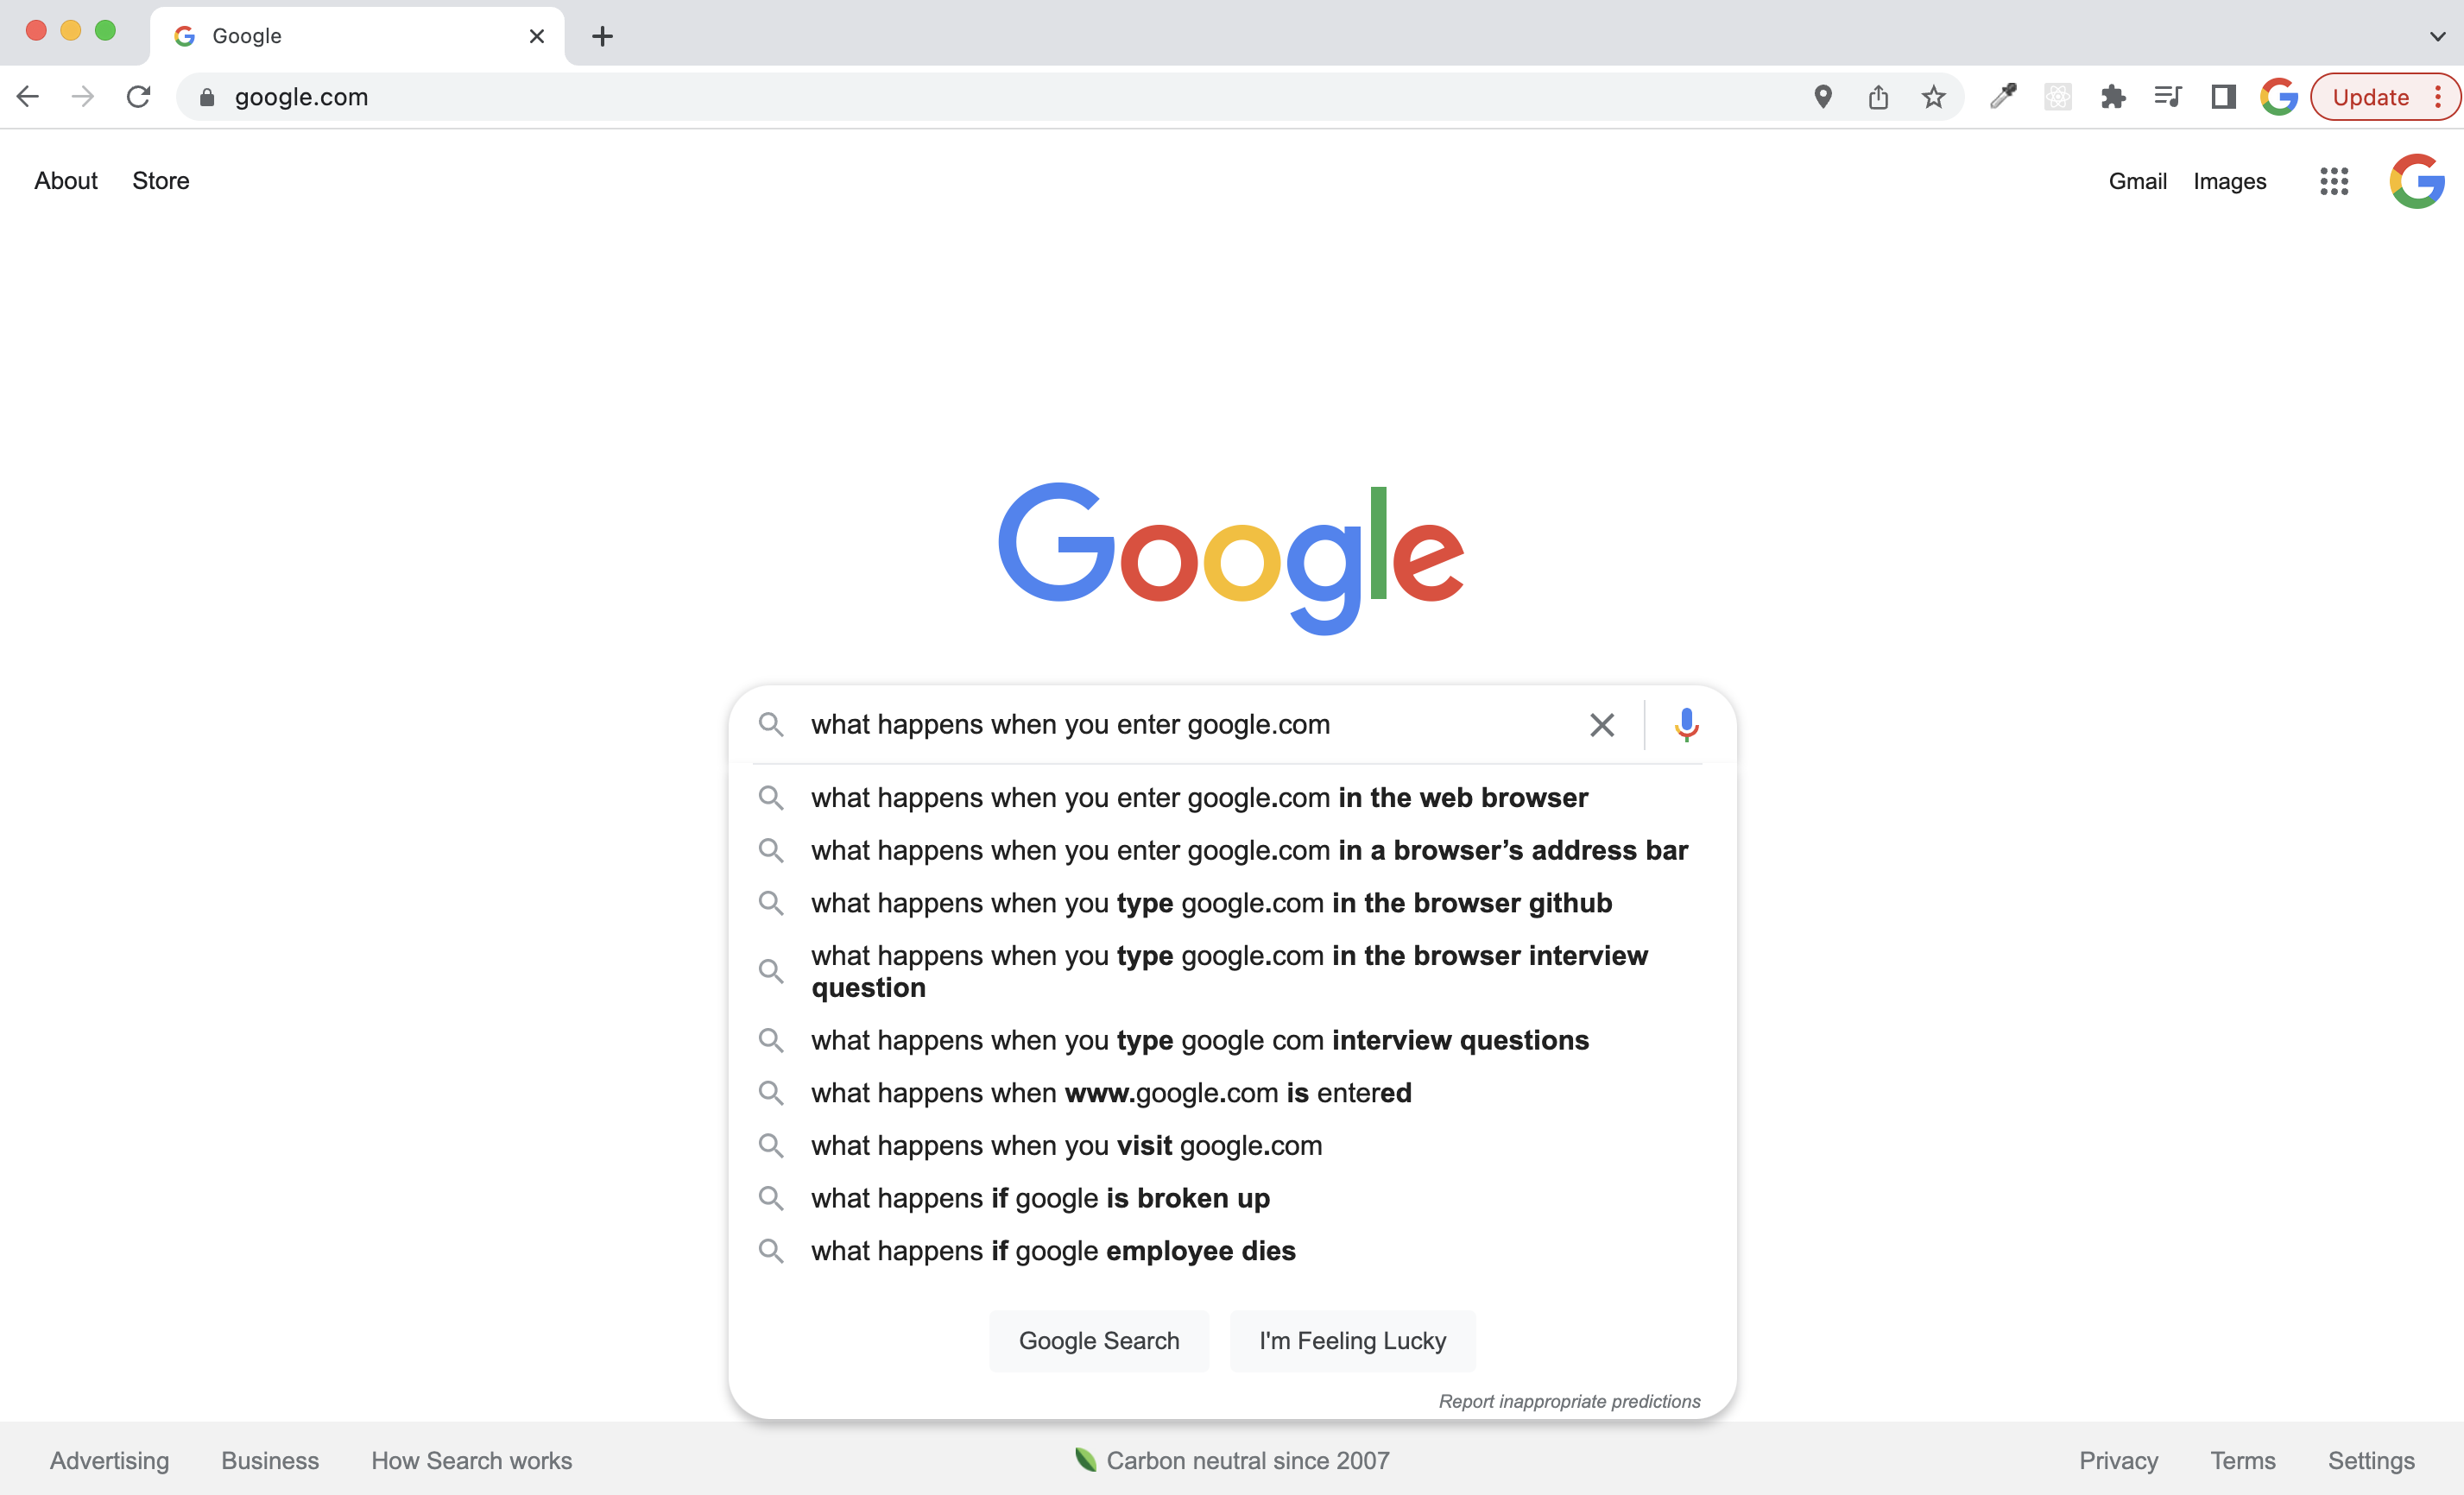 Google
google.com
Update
About Store
Gmail Images
Google
what happens when you enter google.com
what happens when you enter google.com in the web browser
what happens when you enter google.com in a browser’s address bar
what happens when you type google.com in the browser github
what happens when you type google.com in the browser interview
question
what happens when you type google com interview questions
what happens when www.google.com is entered
what happens when you visit google.com
what happens if google is broken up
what happens if google employee dies
Google Search I'm Feeling Lucky
Report inappropriate predictions
Advertising Business How Search works
Carbon neutral since 2007
Privacy Terms Settings